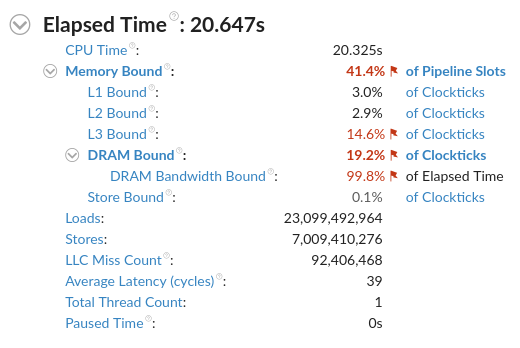 Elapsed Time: 20.647s
CPU Time: 20.325s
Memory Bound: 41.4% of Pipeline Slots
L1 Bound: 3.0% of Clockticks
L2 Bound: 2.9% of Clockticks
L3 Bound: 14.6% of Clockticks
DRAM Bound: 19.2% of Clockticks
DRAM Bandwidth Bound: 99.8% of Elapsed Time
Store Bound: 0.1% of Clockticks
Loads: 23,099,492,964
Stores: 7,009,410,276
LLC Miss Count: 92,406,468
Average Latency (cycles): 39
Total Thread Count: 1
Paused Time: 0s